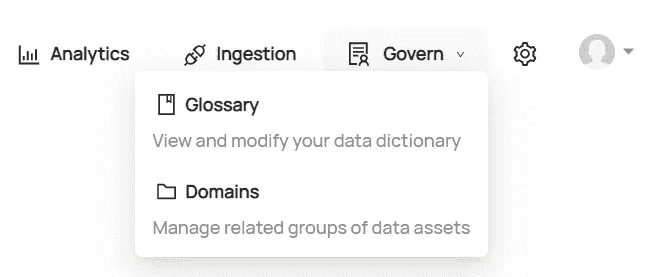 Analytics Ingestion Govern
Glossary
View and modify your data dictionary
Domains
Manage related groups of data assets